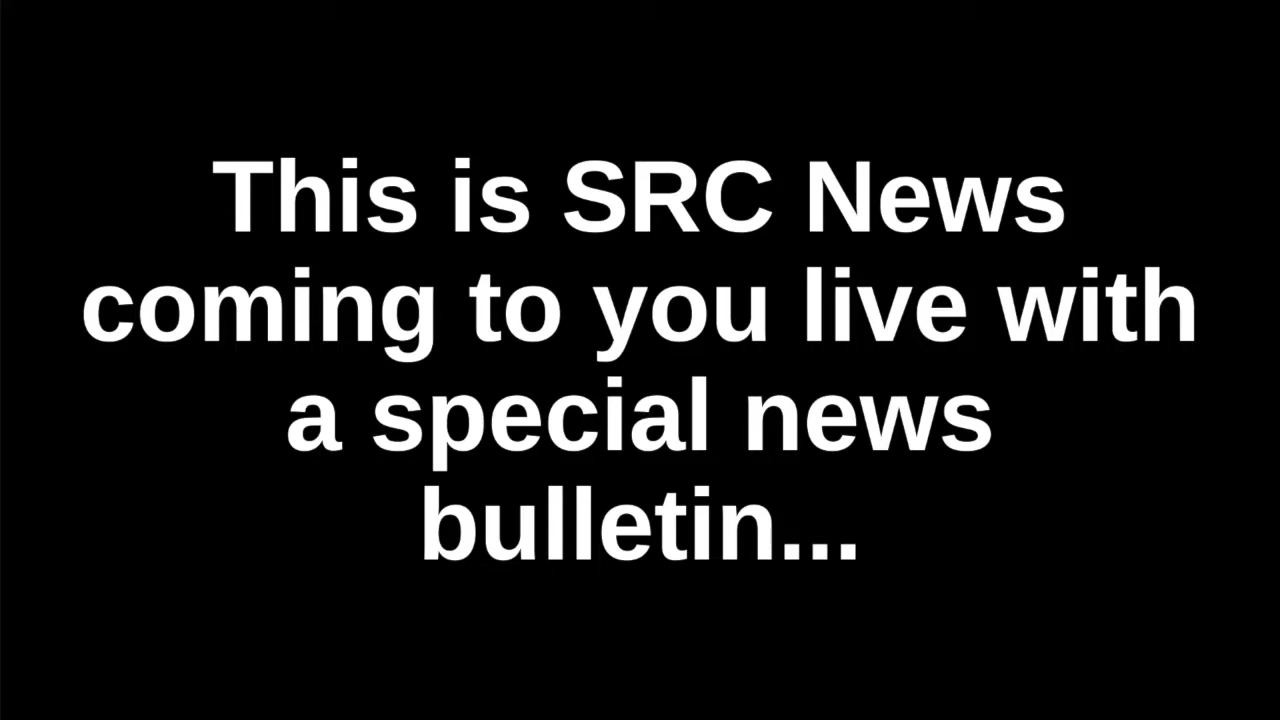 This is SRC News
coming to you live with
a special news
bulletin...